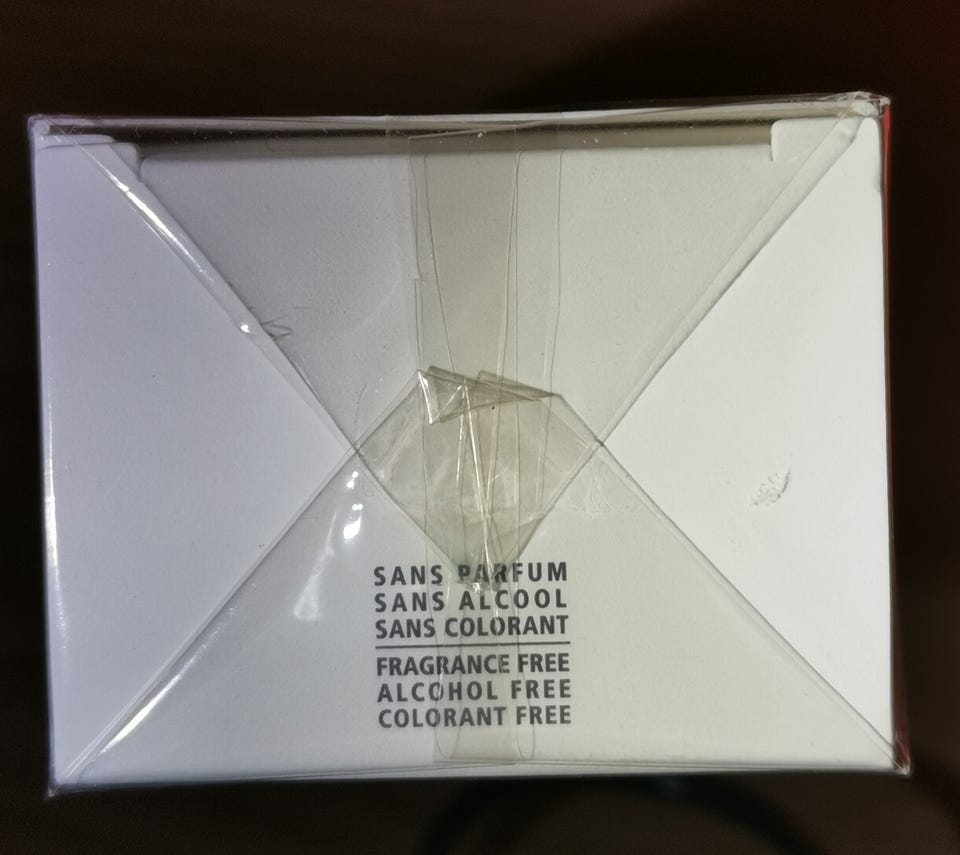 SANS PARFUM
SANS ALCOOL
SANS COLORANT
FRAGRANCE FREE
ALCOHOL FREE
COLORANT FREE